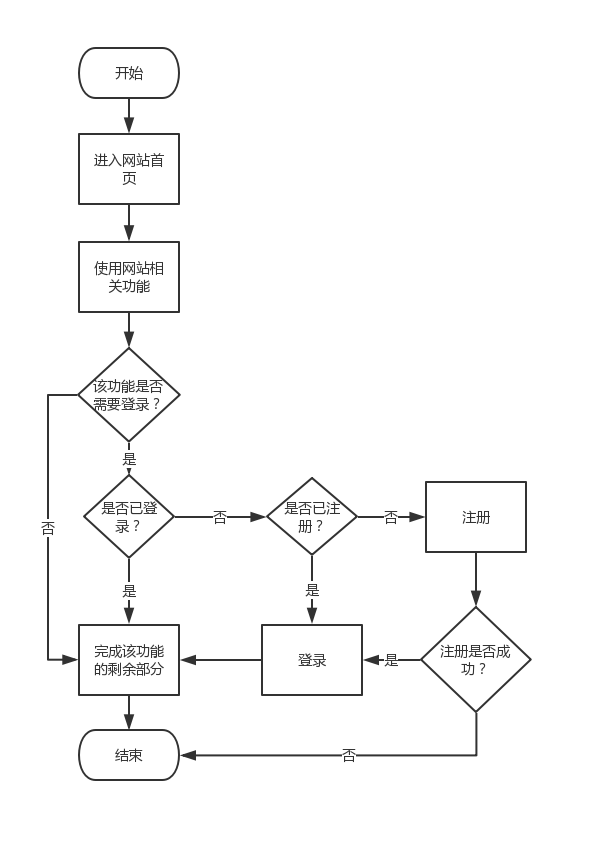 开始
进入网站首
页
使用网站相
关功能
该功能是否
需要登录？
是
否
是否已登
录？
否
是否已注
册？
否
注册
是
是
完成该功能
的剩余部分
登录
是
注册是否成
功？
结束
否